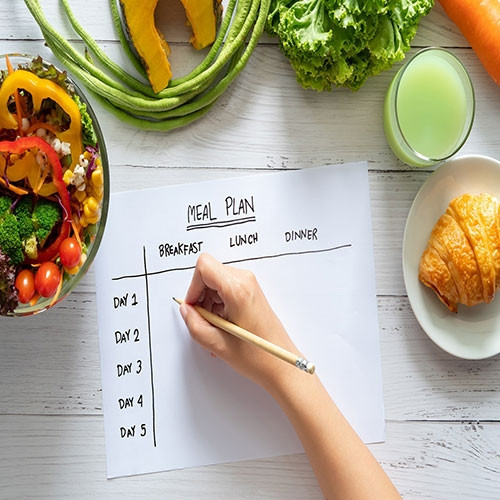 MEAL PLAN
BREAKFAST LUNCH DINNER
DAY 1
DAY 2
DAY 3
DAY 4
DAY 5